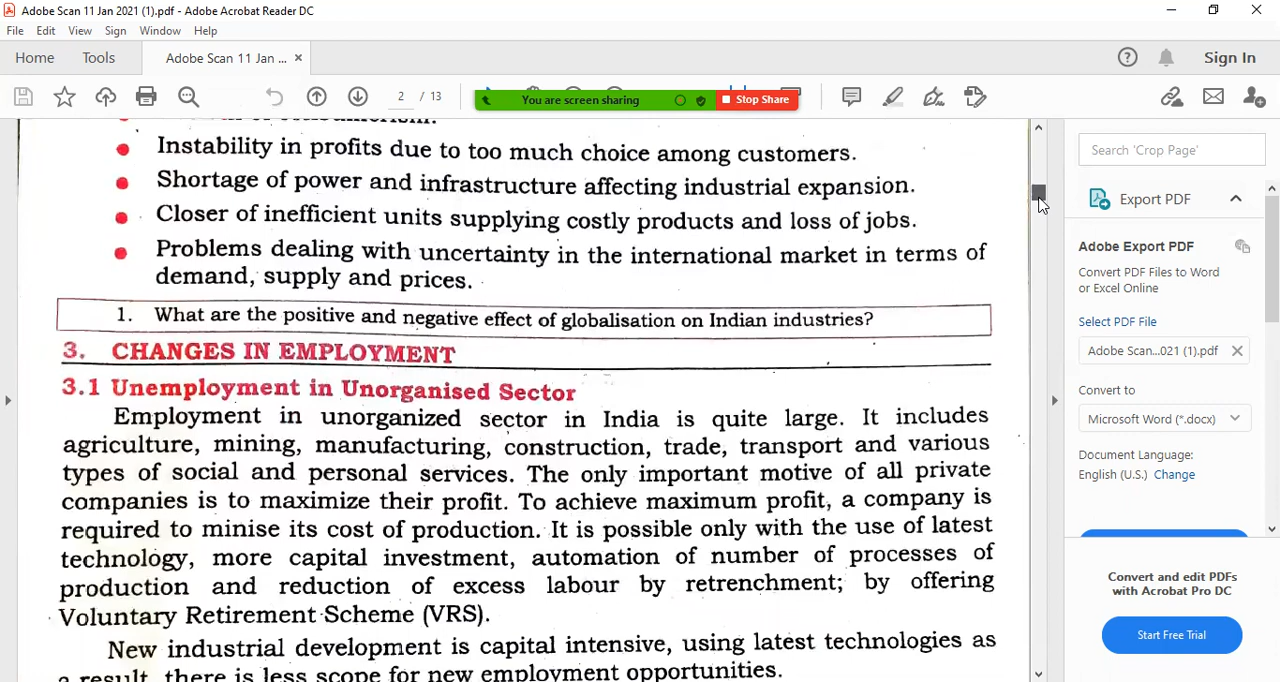 Adobe Scan 11 Jan 2021 (1).pdf - Adobe Acrobat Reader DC
File Edit View Sign Window Help
Home Tools Adobe Scan 11 Jan ... × Sign In
2 / 13 You are screen sharing Stop Share
Instability in profits due to too much choice among customers.
Shortage of power and infrastructure affecting industrial expansion.
Closer of inefficient units supplying costly products and loss of jobs.
Problems dealing with uncertainty in the international market in terms of
demand, supply and prices.
1. What are the positive and negative effect of globalisation on Indian industries?
3. CHANGES IN EMPLOYMENT
3.1 Unemployment in Unorganised Sector
Employment in unorganized sector in India is quite large. It includes
agriculture, mining, manufacturing, construction, trade, transport and various
types of social and personal services. The only important motive of all private
companies is to maximize their profit. To achieve maximum profit, a company is
required to minise its cost of production. It is possible only with the use of latest
technology, more capital investment, automation of number of processes of
production and reduction of excess labour by retrenchment; by offering
Voluntary Retirement Scheme (VRS).
New industrial development is capital intensive, using latest technologies as
a result, there is less scope for new employment opportunities.
Search 'Crop Page'
Export PDF
Adobe Export PDF
Convert PDF Files to Word
or Excel Online
Select PDF File
Adobe Scan...021 (1).pdf
Convert to
Microsoft Word (*.docx)
Document Language:
English (U.S.) Change
Convert and edit PDFs
with Acrobat Pro DC
Start Free Trial